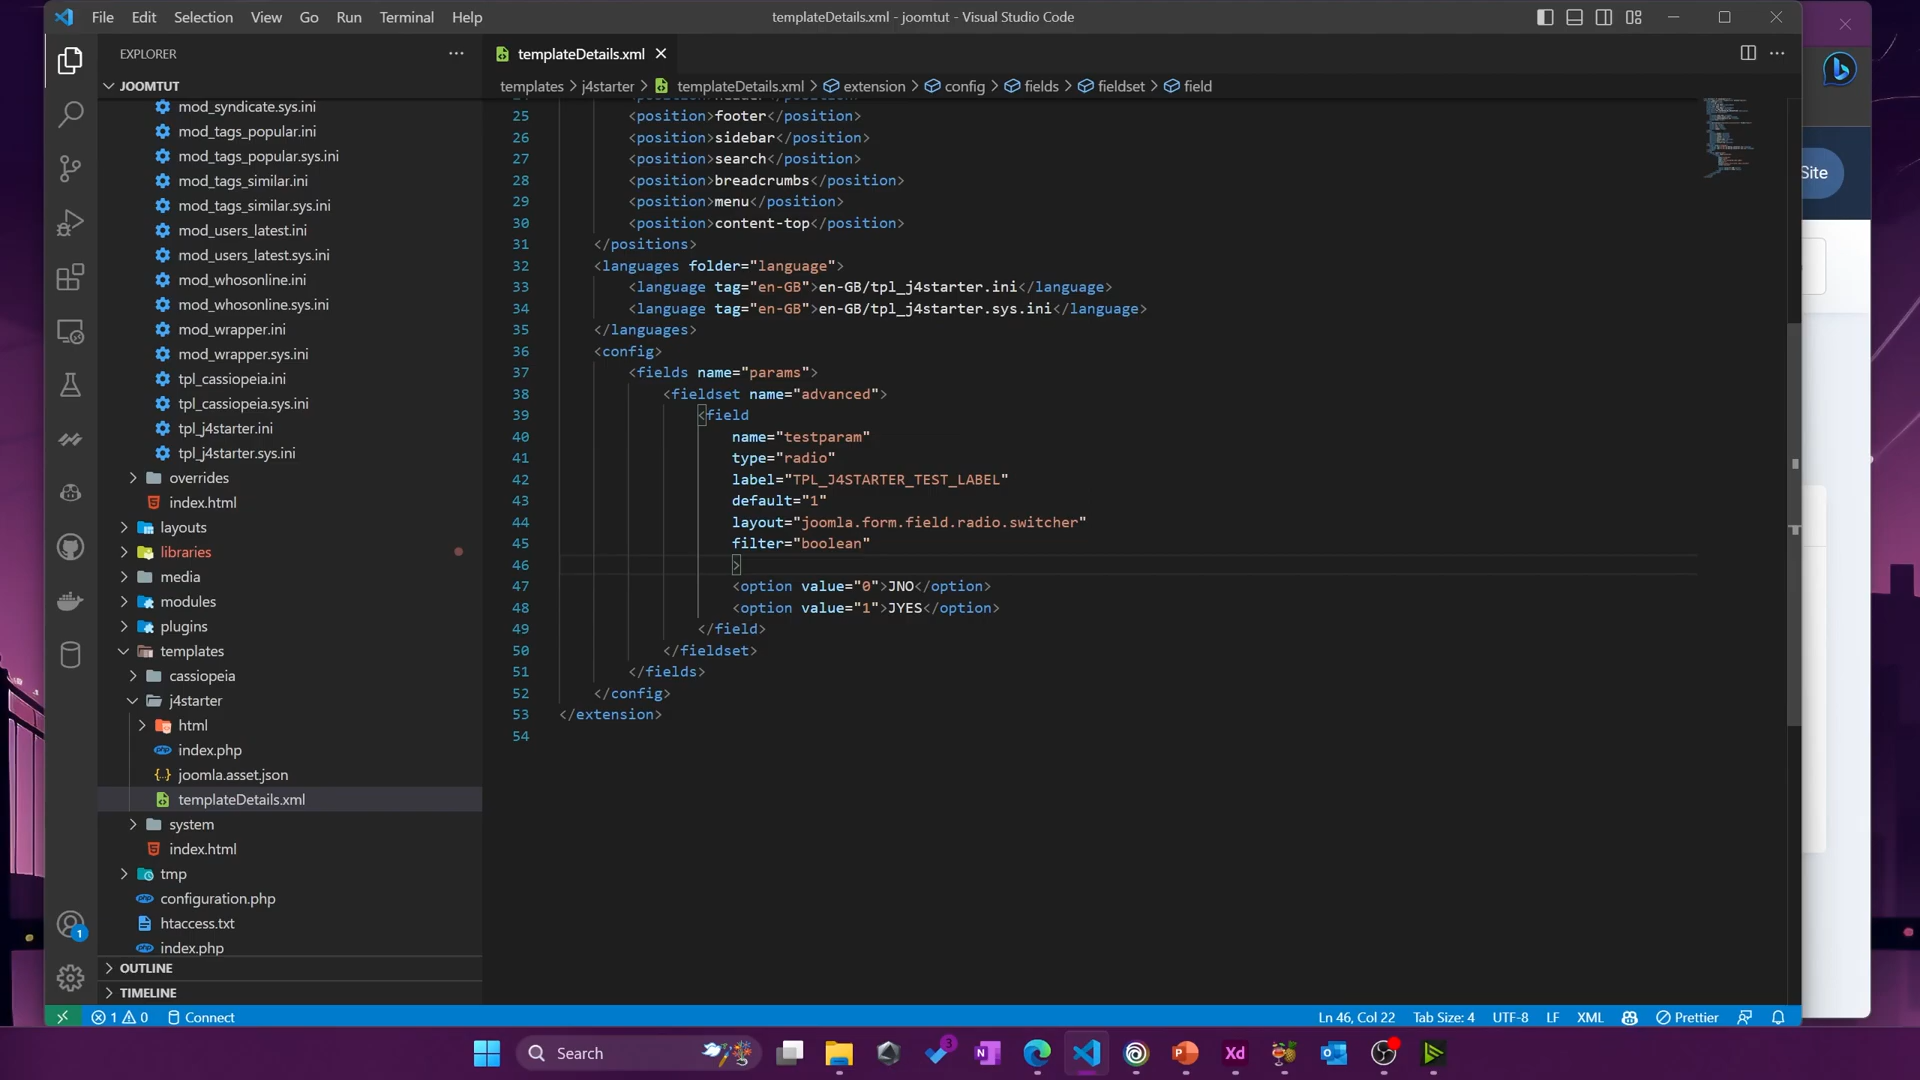 File Edit Selection View Go Run Terminal Help
templateDetails.xml - joomtut - Visual Studio Code
EXPLORER
JOOMTUT
mod_syndicate.sys.ini
mod_tags_popular.ini
mod_tags_popular.sys.ini
mod_tags_similar.ini
mod_tags_similar.sys.ini
mod_users_latest.ini
mod_users_latest.sys.ini
mod_whosonline.ini
mod_whosonline.sys.ini
mod_wrapper.ini
mod_wrapper.sys.ini
tpl_cassiopeia.ini
tpl_cassiopeia.sys.ini
tpl_j4starter.ini
tpl_j4starter.sys.ini
overrides
index.html
layouts
libraries
media
modules
plugins
templates
cassiopeia
j4starter
html
index.php
joomla.asset.json
templateDetails.xml
system
index.html
tmp
configuration.php
htaccess.txt
index.php
OUTLINE
TIMELINE
templateDetails.xml
templates > j4starter > templateDetails.xml > extension > config > fields > fieldset > field
25 <position>footer</position>
26 <position>sidebar</position>
27 <position>search</position>
28 <position>breadcrumbs</position>
29 <position>menu</position>
30 <position>content-top</position>
31 </positions>
32 <languages folder="language">
33 <language tag="en-GB">en-GB/tpl_j4starter.ini</language>
34 <language tag="en-GB">en-GB/tpl_j4starter.sys.ini</language>
35 </languages>
36 <config>
37 <fields name="params">
38 <fieldset name="advanced">
39 <field
40 name="testparam"
41 type="radio"
42 label="TPL_J4STARTER_TEST_LABEL"
43 default="1"
44 layout="joomla.form.field.radio.switcher"
45 filter="boolean"
46 >
47 <option value="0">JNO</option>
48 <option value="1">JYES</option>
49 </field>
50 </fieldset>
51 </fields>
52 </config>
53 </extension>
54
Site
1
1 0 Connect
Ln 46, Col 22 Tab Size: 4 UTF-8 LF XML Prettier
Search
3
N
Xd